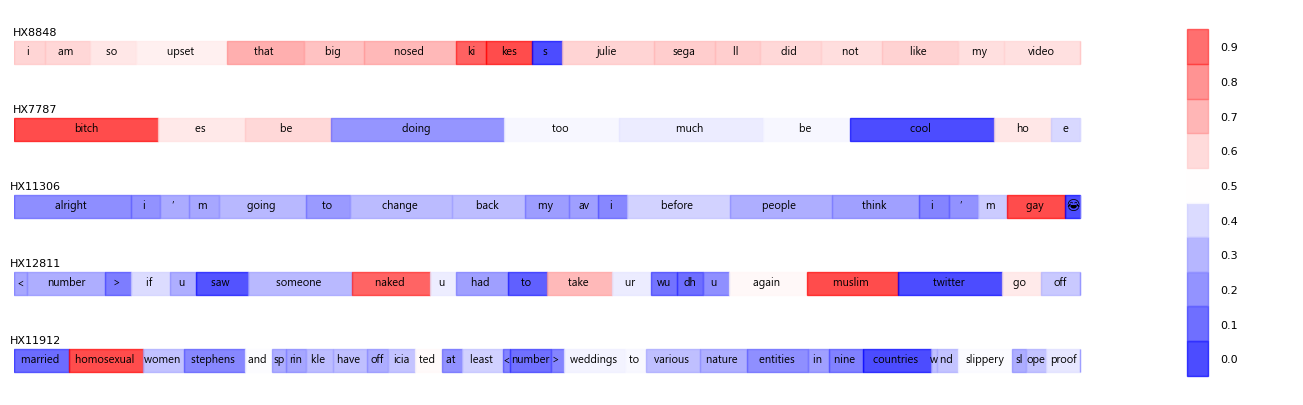 HX8848
i am so upset that big nosed ki kes s julie sega ll did not like my video
HX7787
bitch es be doing too much be cool ho e
HX11306
alright i ’ m going to change back my av i before people think i ’ m gay 😂
HX12811
< number > if u saw someone naked u had to take ur wu dh u again muslim twitter go off
HX11912
married homosexual women stephens and sp rin kle have off icia ted at least < number > weddings to various nature entities in nine countries w nd slippery sl ope proof
0.9
0.8
0.7
0.6
0.5
0.4
0.3
0.2
0.1
0.0